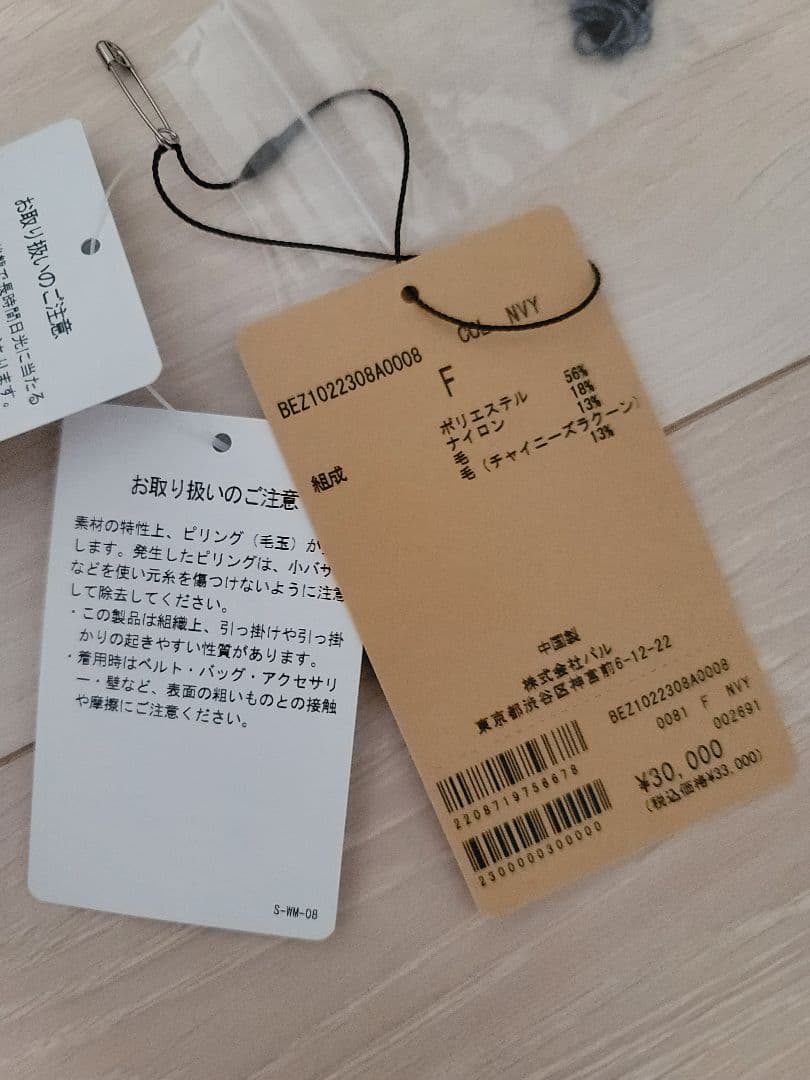 お取り扱いのご注意
長時間日光に当たる
お取り扱いのご注意
素材の特性上、ピリング（毛玉）が
します。発生したピリングは、小バサ
などを使い元糸を傷つけないように注意
して除去してください。
・この製品は組織上、引っ掛けや引っ掛
かりの起きやすい性質があります。
・着用時はベルト・バッグ・アクセサリ
ー・壁など、表面の粗いものとの接触
や摩擦にご注意ください。
S-WM-08
COL NVY
BEZ1022308A0008
F
組成
ポリエステル 56%
ナイロン 18%
毛 13%
毛（チャイニーズラクーン） 13%
中国製
株式会社パル
東京都渋谷区神宮前6-12-22
BEZ1022308A0008
0081 F NVY
002691
2208719756678
¥30,000
(税込価格¥33,000)
2300000300000